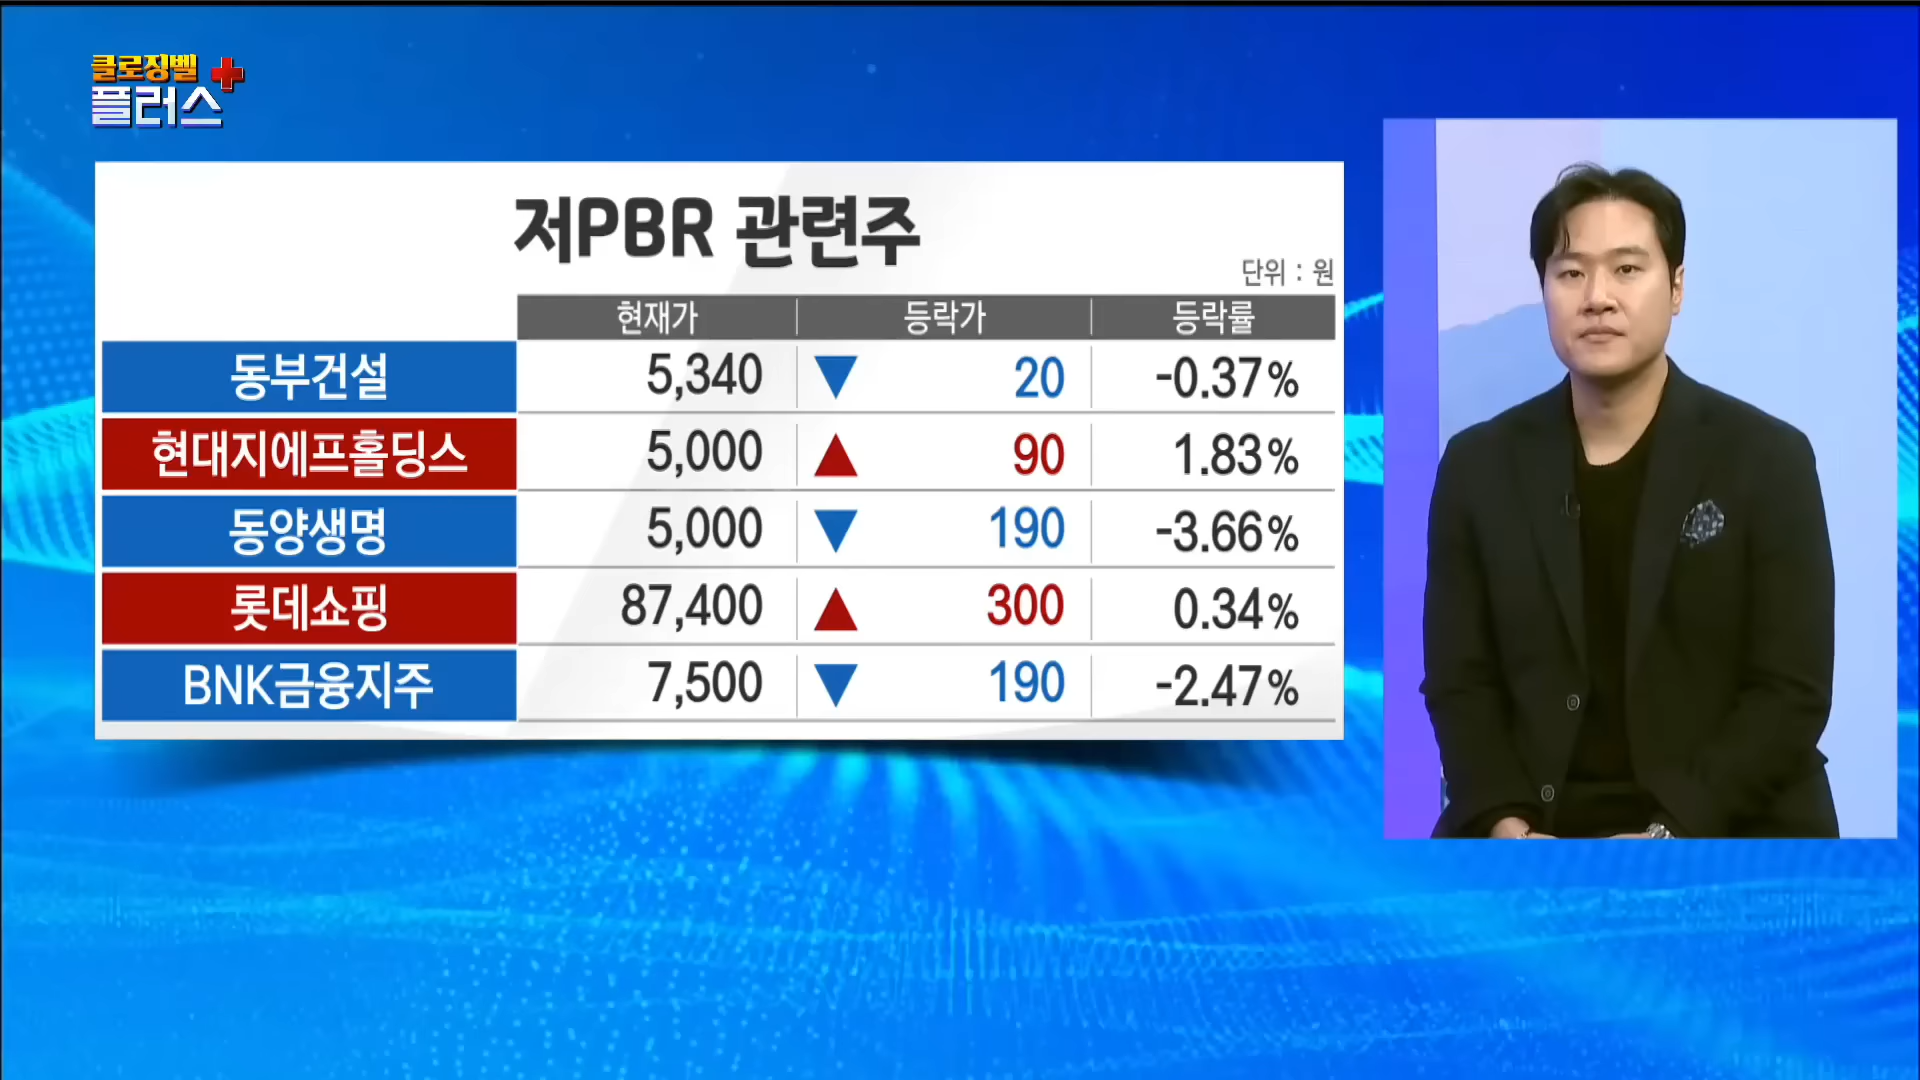 클로징벨
플러스
저PBR 관련주
단위 : 원
현재가 등락가 등락률
동부건설 5,340 ▼ 20 -0.37%
현대지에프홀딩스 5,000 ▲ 90 1.83%
동양생명 5,000 ▼ 190 -3.66%
롯데쇼핑 87,400 ▲ 300 0.34%
BNK금융지주 7,500 ▼ 190 -2.47%